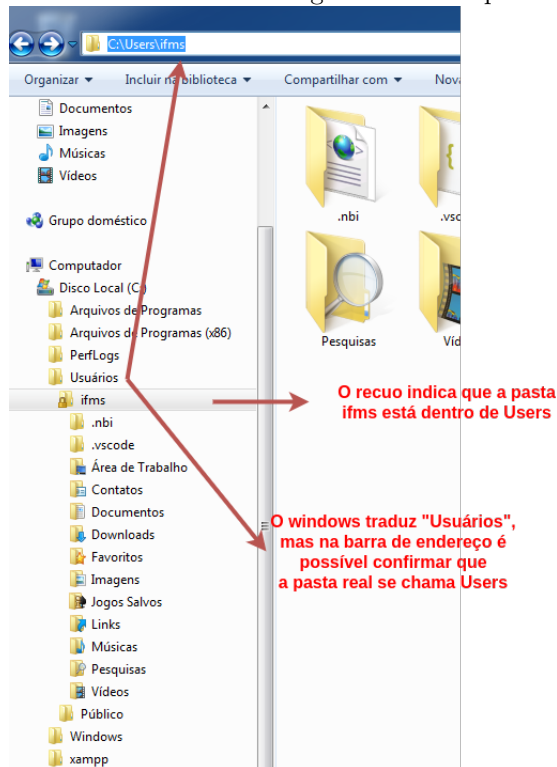 C:\Users\ifms
Organizar Incluir na biblioteca Compartilhar com Nova
Documentos
Imagens
Músicas
Vídeos
Grupo doméstico
Computador
Disco Local (C:)
Arquivos de Programas
Arquivos de Programas (x86)
PerfLogs
Usuários
ifms
.nbi
.vscode
Área de Trabalho
Contatos
Documentos
Downloads
Favoritos
Imagens
Jogos Salvos
Links
Músicas
Pesquisas
Vídeos
Público
Windows
xampp
.nbi
.vsc
Pesquisas
Víd
O recuo indica que a pasta
ifms está dentro de Users
O windows traduz "Usuários",
mas na barra de endereço é
possível confirmar que
a pasta real se chama Users